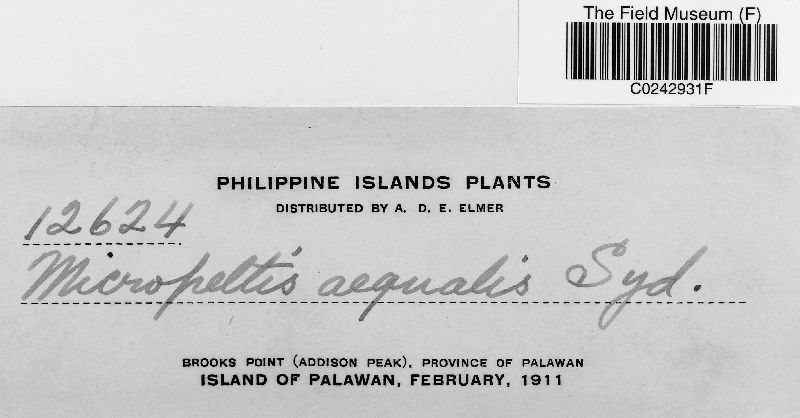 The Field Museum (F)
C0242931F
PHILIPPINE ISLANDS PLANTS
DISTRIBUTED BY A. D. E. ELMER
12624
Micropeltis aequalis Syd.
BROOKS POINT (ADDISON PEAK), PROVINCE OF PALAWAN
ISLAND OF PALAWAN, FEBRUARY, 1911